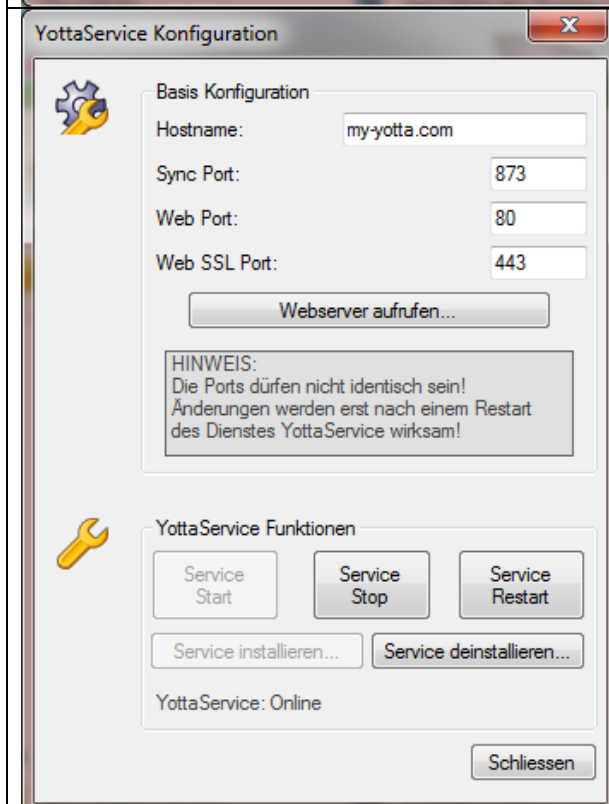 YottaService Konfiguration
Basis Konfiguration
Hostname: my-yotta.com
Sync Port: 873
Web Port: 80
Web SSL Port: 443
Webserver aufrufen...
HINWEIS:
Die Ports dürfen nicht identisch sein!
Änderungen werden erst nach einem Restart
des Dienstes YottaService wirksam!
YottaService Funktionen
Service Start
Service Stop
Service Restart
Service installieren...
Service deinstallieren...
YottaService: Online
Schliessen